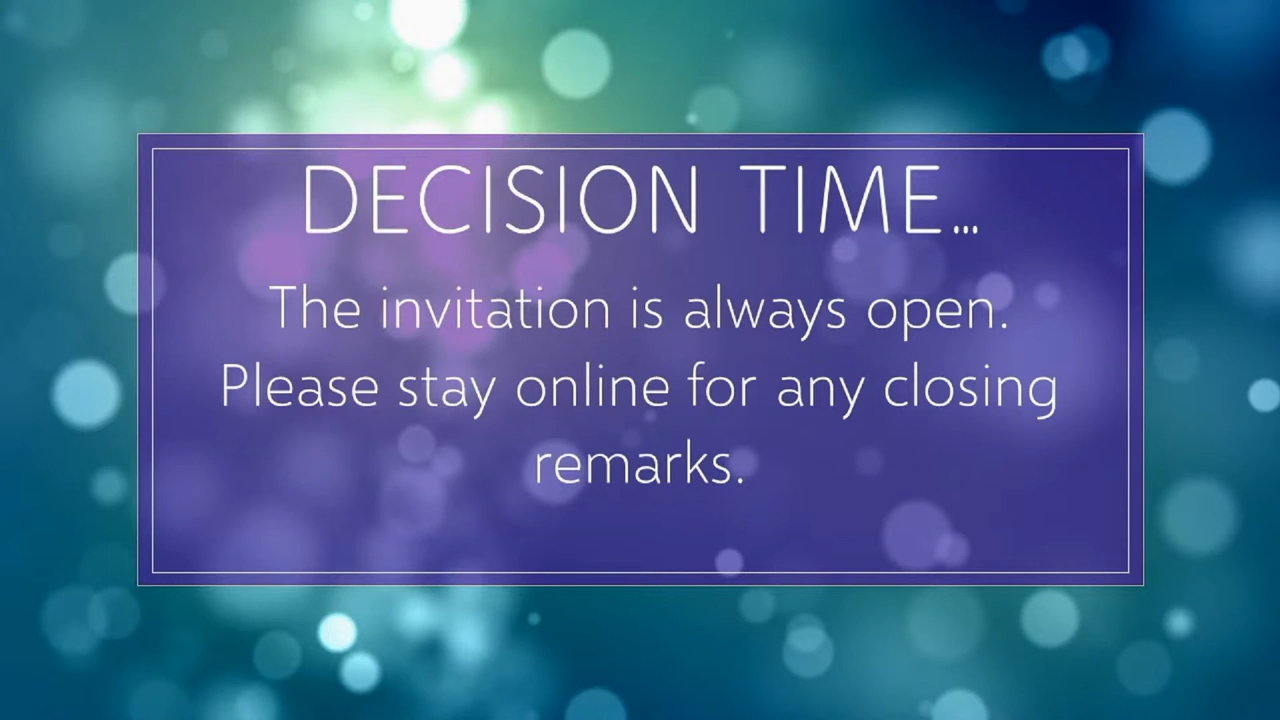 DECISION TIME…
The invitation is always open.
Please stay online for any closing
remarks.